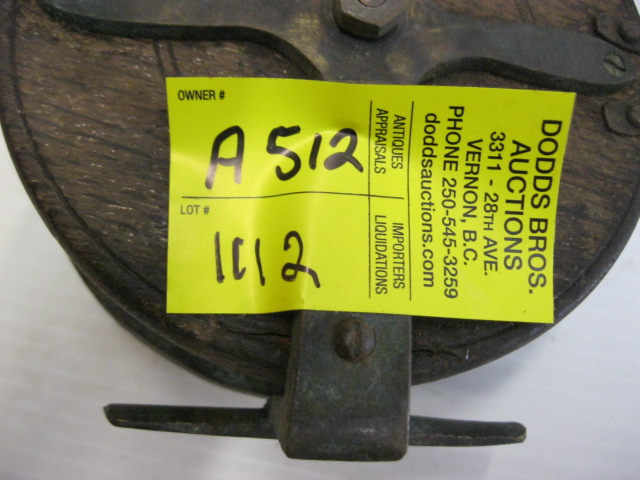 OWNER #
A 512
LOT #
1012
ANTIQUES
APPRAISALS
IMPORTERS
LIQUIDATIONS
DODDS BROS.
AUCTIONS
3311 - 28TH AVE.
VERNON, B.C.
PHONE 250-545-3259
doddsauctions.com